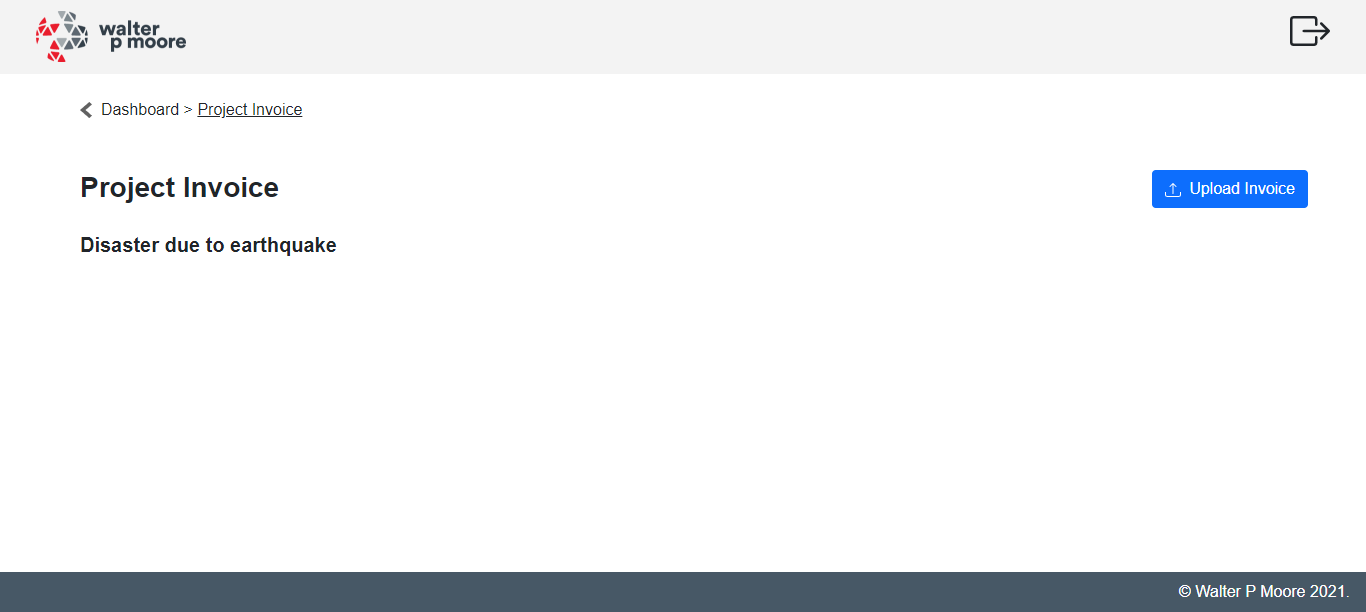 walter
p moore
Dashboard > Project Invoice
Project Invoice
Upload Invoice
Disaster due to earthquake
© Walter P Moore 2021.